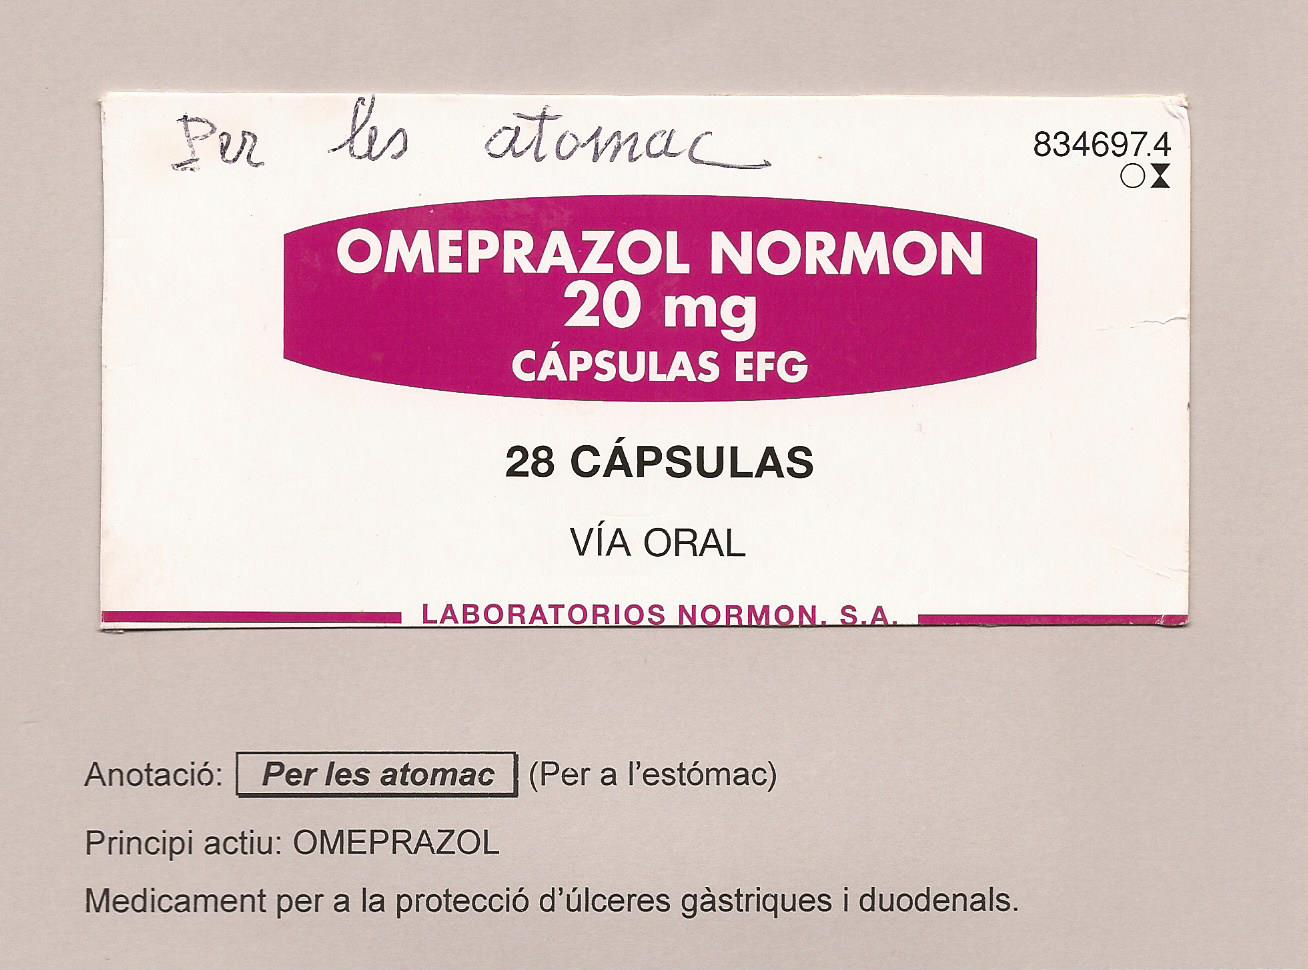 Per les atomac
834697.4
OMEPRAZOL NORMON
20 mg
CÁPSULAS EFG
28 CÁPSULAS
VÍA ORAL
LABORATORIOS NORMON, S.A.
Anotació: Per les atomac (Per a l'estómac)
Principi actiu: OMEPRAZOL
Medicament per a la protecció d'úlceres gàstriques i duodenals.